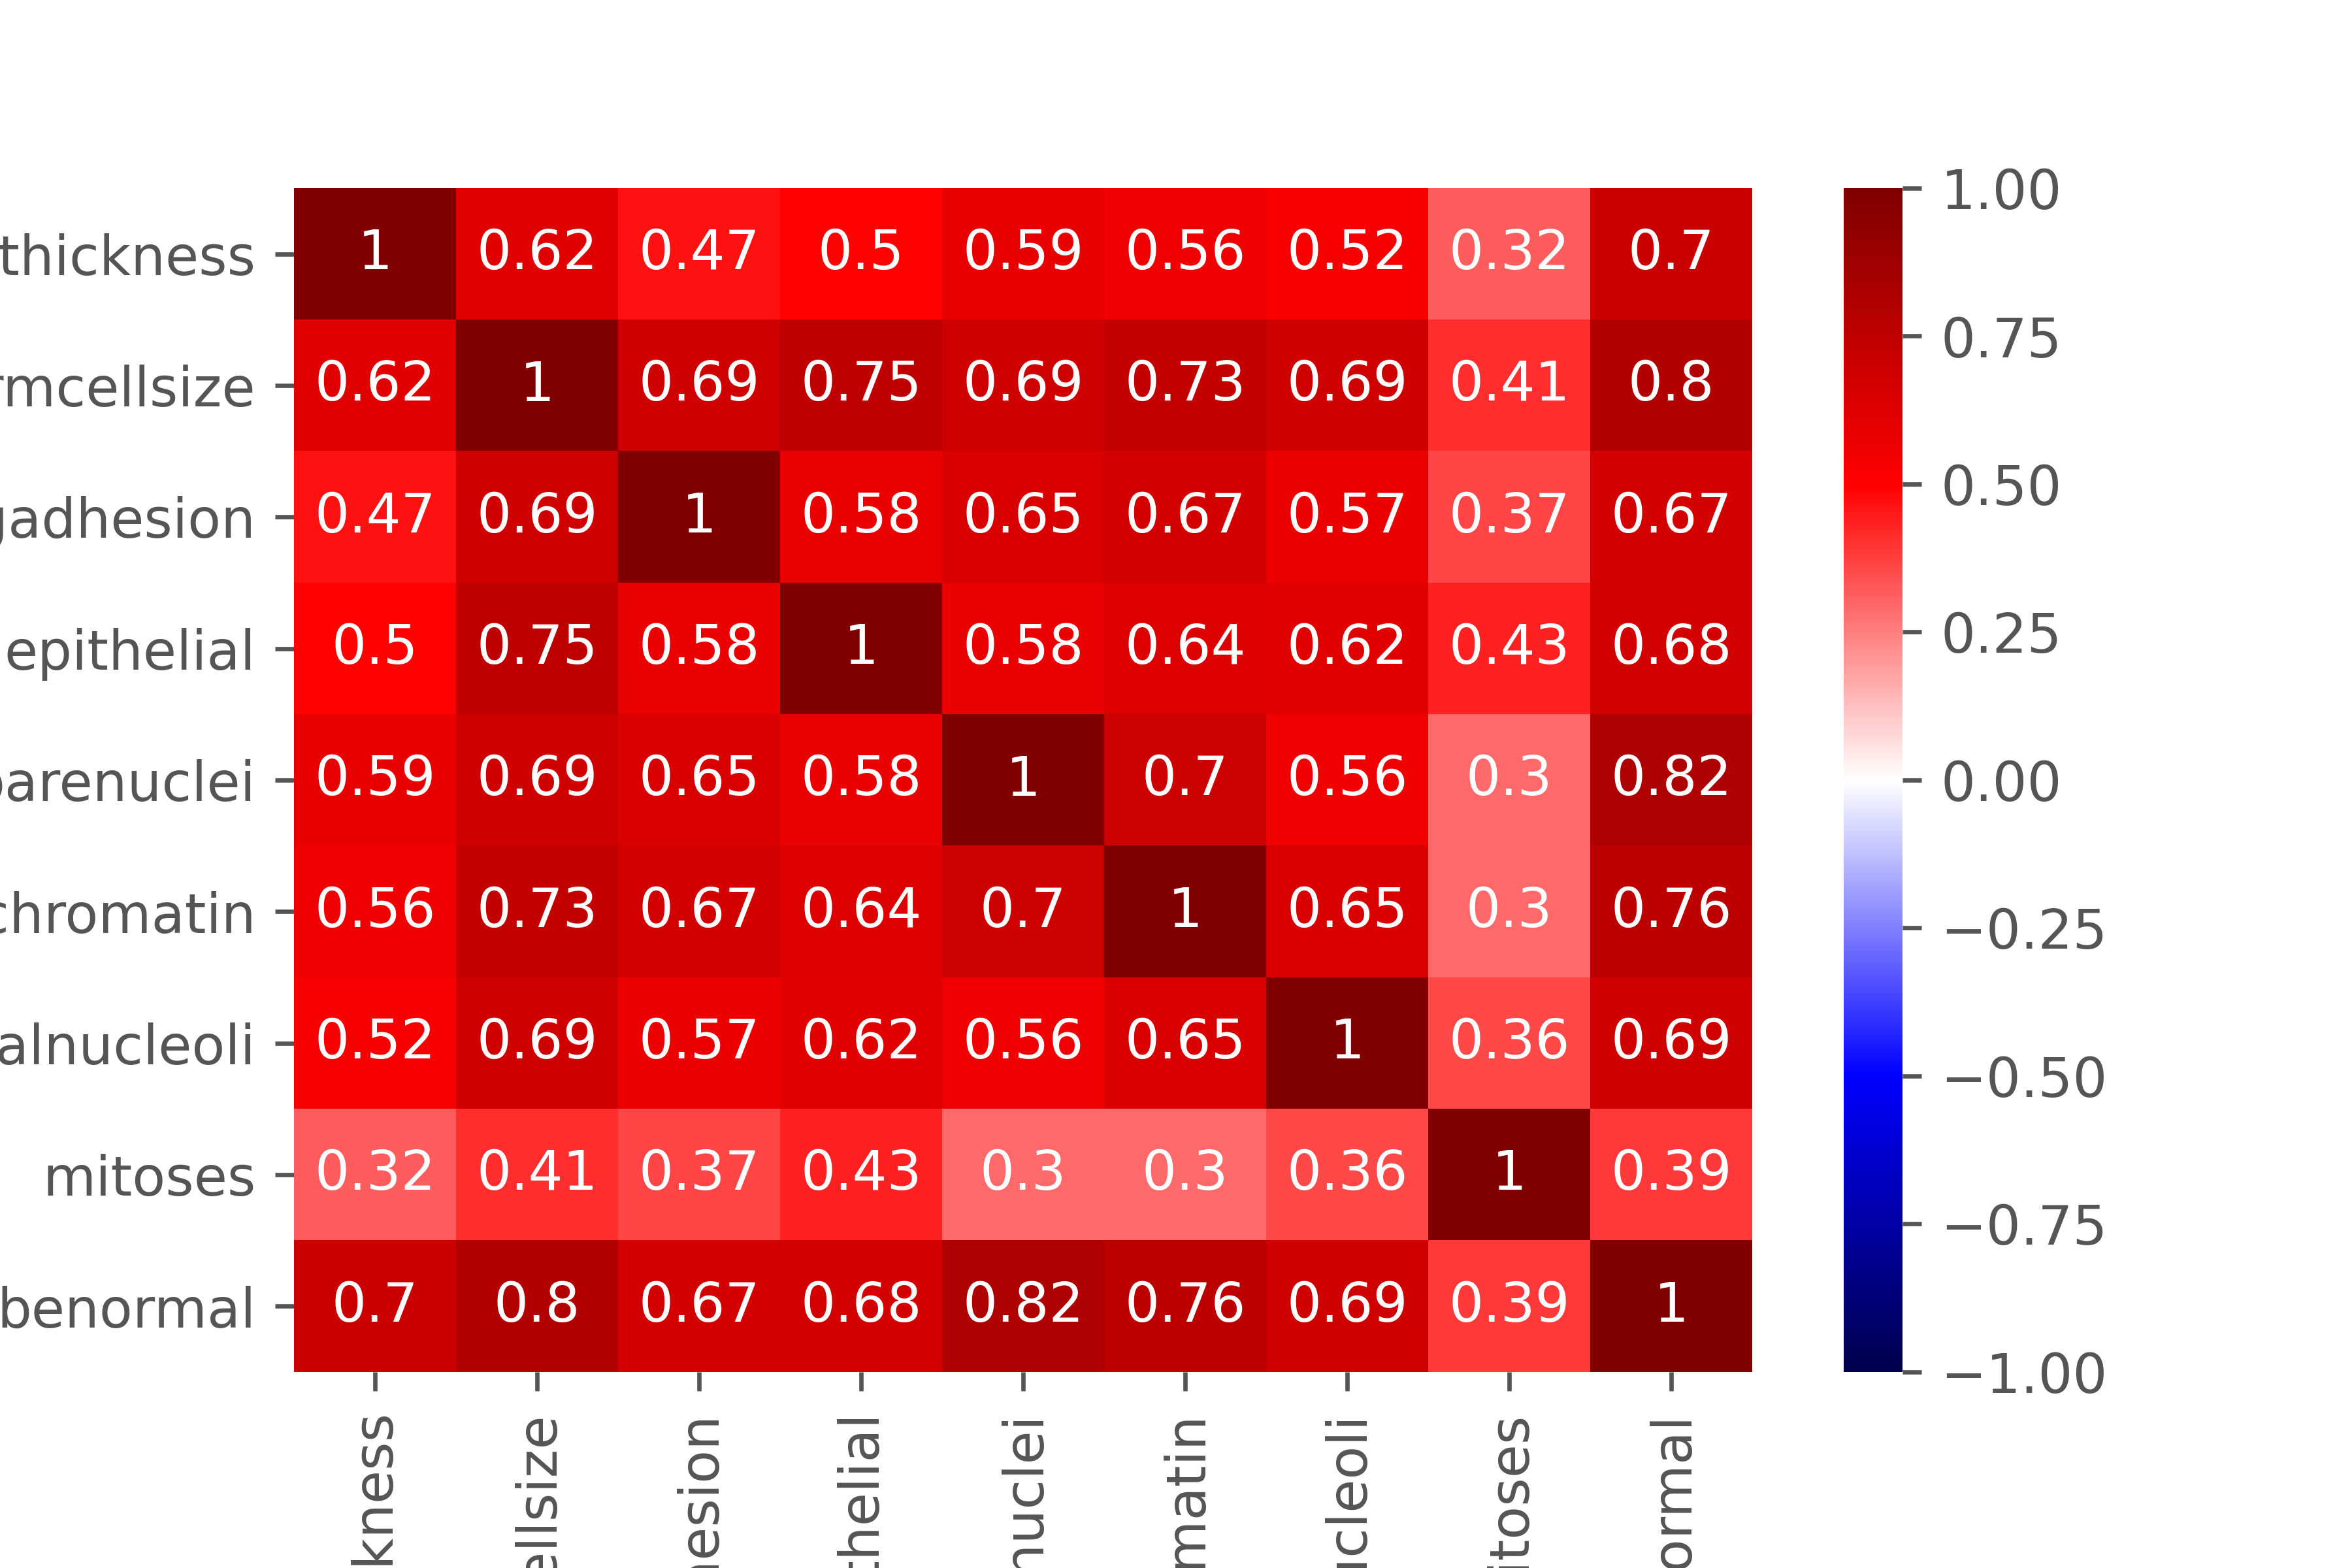 thickness 1 0.62 0.47 0.5 0.59 0.56 0.52 0.32 0.7
rmcellsize 0.62 1 0.69 0.75 0.69 0.73 0.69 0.41 0.8
gadhesion 0.47 0.69 1 0.58 0.65 0.67 0.57 0.37 0.67
epithelial 0.5 0.75 0.58 1 0.58 0.64 0.62 0.43 0.68
barenuclei 0.59 0.69 0.65 0.58 1 0.7 0.56 0.3 0.82
chromatin 0.56 0.73 0.67 0.64 0.7 1 0.65 0.3 0.76
alnucleoli 0.52 0.69 0.57 0.62 0.56 0.65 1 0.36 0.69
mitoses 0.32 0.41 0.37 0.43 0.3 0.3 0.36 1 0.39
benormal 0.7 0.8 0.67 0.68 0.82 0.76 0.69 0.39 1
kness
ellsize
esion
thelial
nuclei
matin
ucleoli
itoses
ormal
1.00
0.75
0.50
0.25
0.00
−0.25
−0.50
−0.75
−1.00